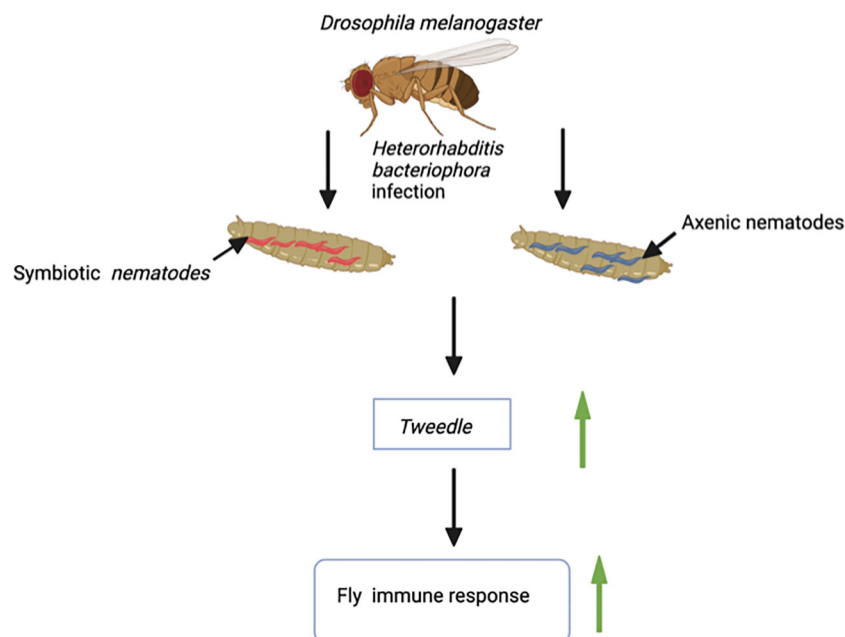 Drosophila melanogaster
Heterorhabditis
bacteriophora
infection
Axenic nematodes
Symbiotic nematodes
Tweedle
Fly immune response